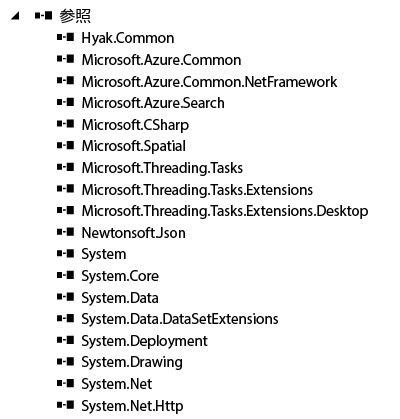 参照
Hyak.Common
Microsoft.Azure.Common
Microsoft.Azure.Common.NetFramework
Microsoft.Azure.Search
Microsoft.CSharp
Microsoft.Spatial
Microsoft.Threading.Tasks
Microsoft.Threading.Tasks.Extensions
Microsoft.Threading.Tasks.Extensions.Desktop
Newtonsoft.Json
System
System.Core
System.Data
System.Data.DataSetExtensions
System.Deployment
System.Drawing
System.Net
System.Net.Http